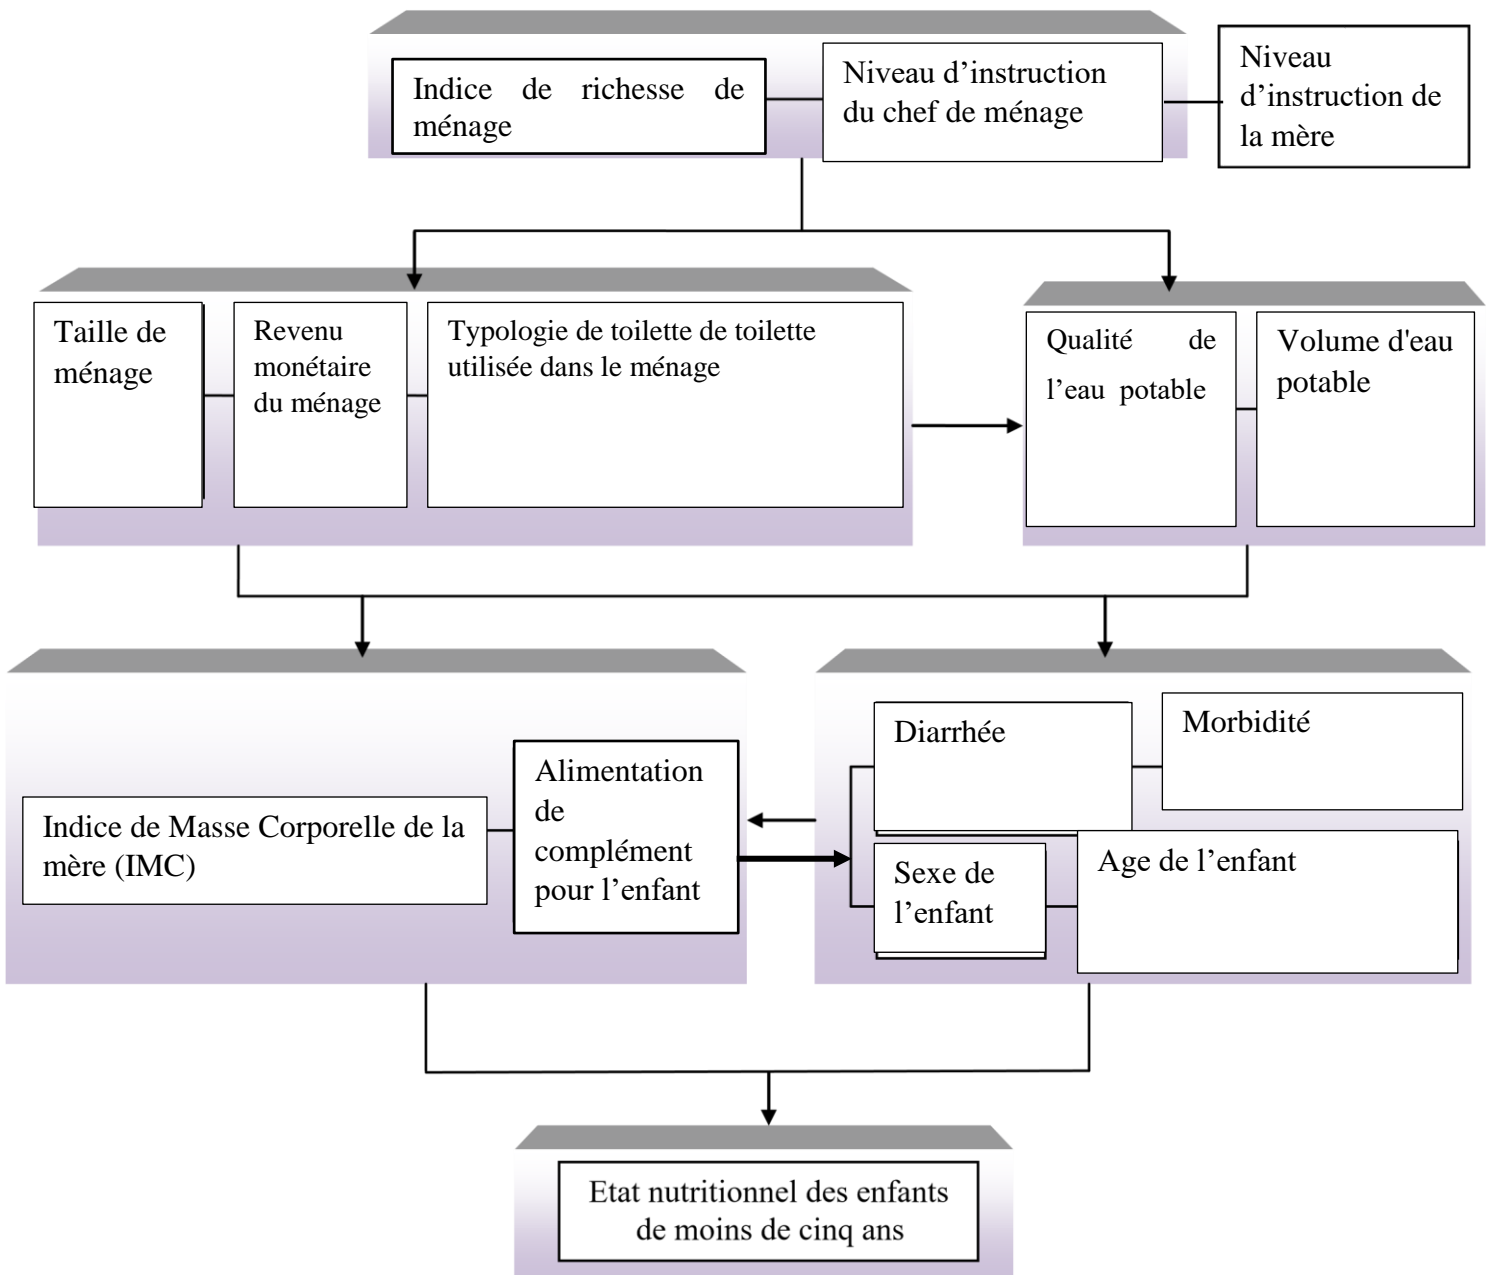 Indice de richesse de
ménage
Niveau d’instruction
du chef de ménage
Niveau
d’instruction de
la mère
Taille de
ménage
Revenu
monétaire
du ménage
Typologie de toilette de toilette
utilisée dans le ménage
Qualité de
l’eau potable
Volume d'eau
potable
Indice de Masse Corporelle de la
mère (IMC)
Alimentation
de
complément
pour l’enfant
Diarrhée
Morbidité
Sexe de
l’enfant
Age de l’enfant
Etat nutritionnel des enfants
de moins de cinq ans